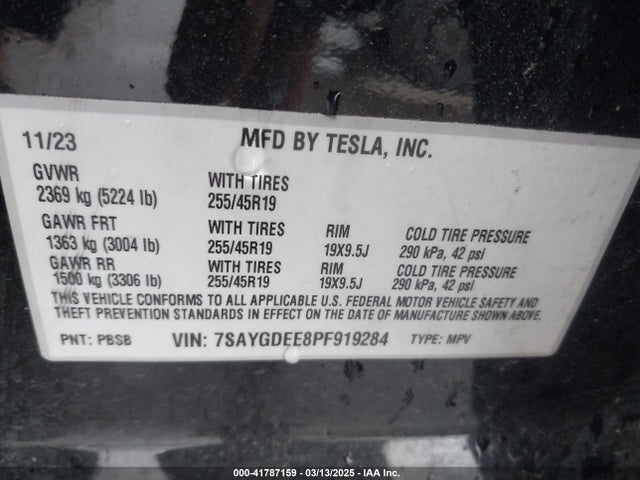 11/23 MFD BY TESLA, INC.
GVWR
2369 kg (5224 lb) WITH TIRES 255/45R19
GAWR FRT
1363 kg (3004 lb) WITH TIRES 255/45R19 RIM 19X9.5J COLD TIRE PRESSURE 290 kPa, 42 psi
GAWR RR
1500 kg (3306 lb) WITH TIRES 255/45R19 RIM 19X9.5J COLD TIRE PRESSURE 290 kPa, 42 psi
THIS VEHICLE CONFORMS TO ALL APPLICABLE U.S. FEDERAL MOTOR VEHICLE SAFETY AND
THEFT PREVENTION STANDARDS IN EFFECT ON THE DATE OF MANUFACTURE SHOWN ABOVE.
PNT: PBSB VIN: 7SAYGDEE8PF919284 TYPE: MPV
000-41787159 — 03/13/2025 — IAA Inc.